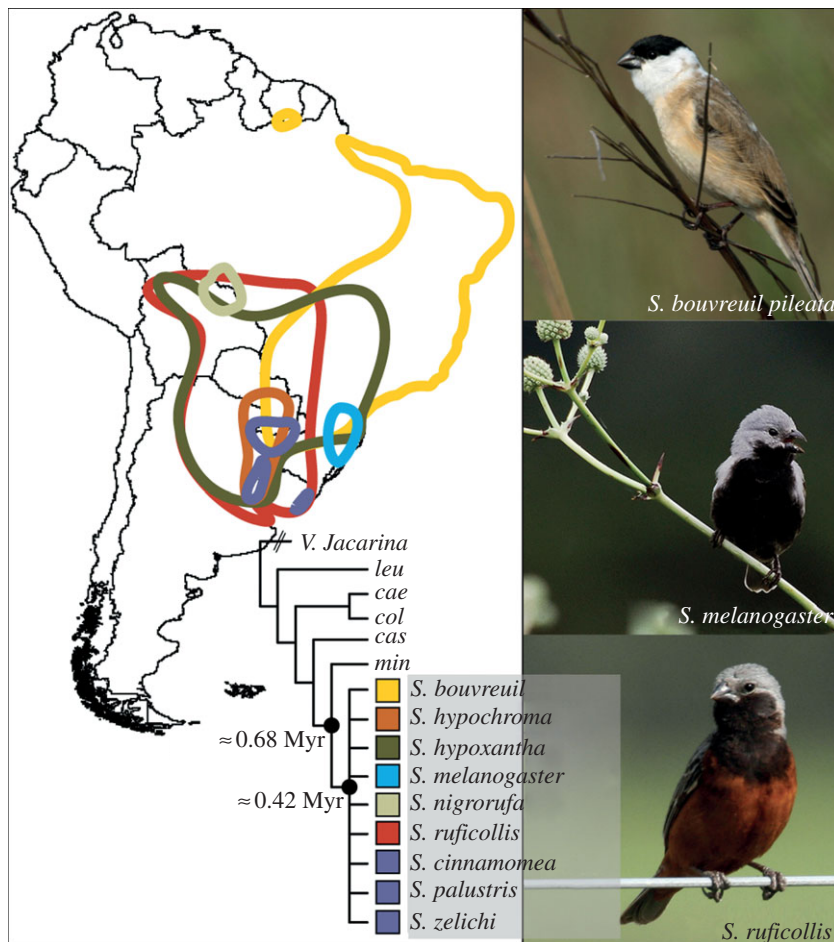 S. bouvreuil pileata
S. melanogaster
S. ruficollis
V. Jacarina
leu
cae
col
cas
min
S. bouvreuil
S. hypochroma
S. hypoxantha
S. melanogaster
S. nigrorufa
S. ruficollis
S. cinnamomea
S. palustris
S. zelichi
≈0.68 Myr
≈0.42 Myr